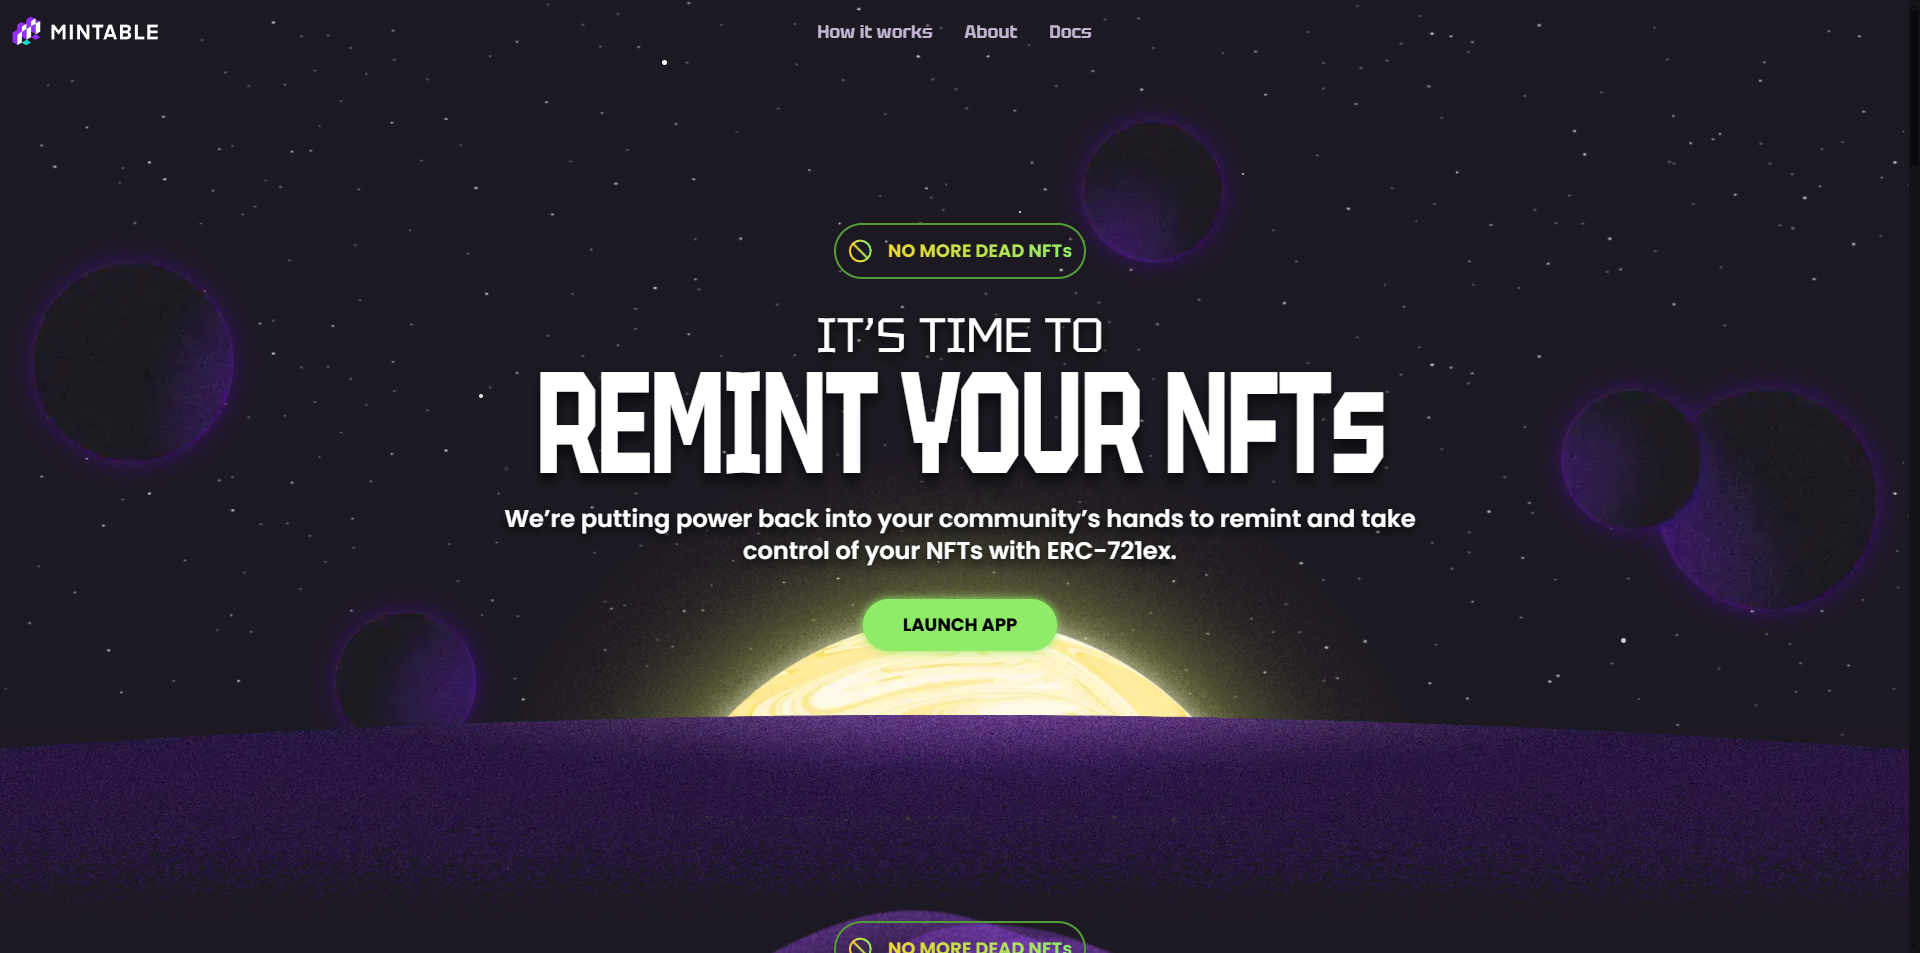 MINTABLE
How it works
About
Docs
NO MORE DEAD NFTs
IT’S TIME TO
REMINT YOUR NFTs
We’re putting power back into your community’s hands to remint and take
control of your NFTs with ERC-721ex.
LAUNCH APP
NO MORE DEAD NFTs